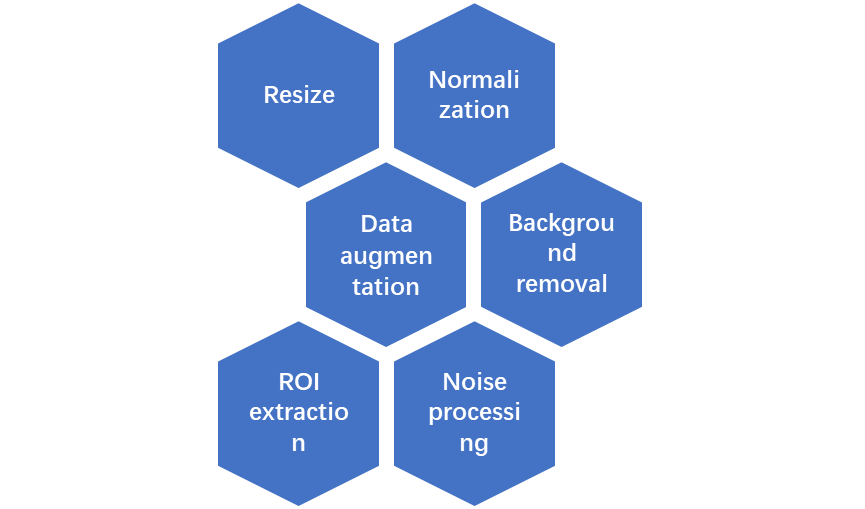 Resize
Normali
zation
Data
augmen
tation
Backgrou
nd
removal
ROI
extractio
n
Noise
processi
ng